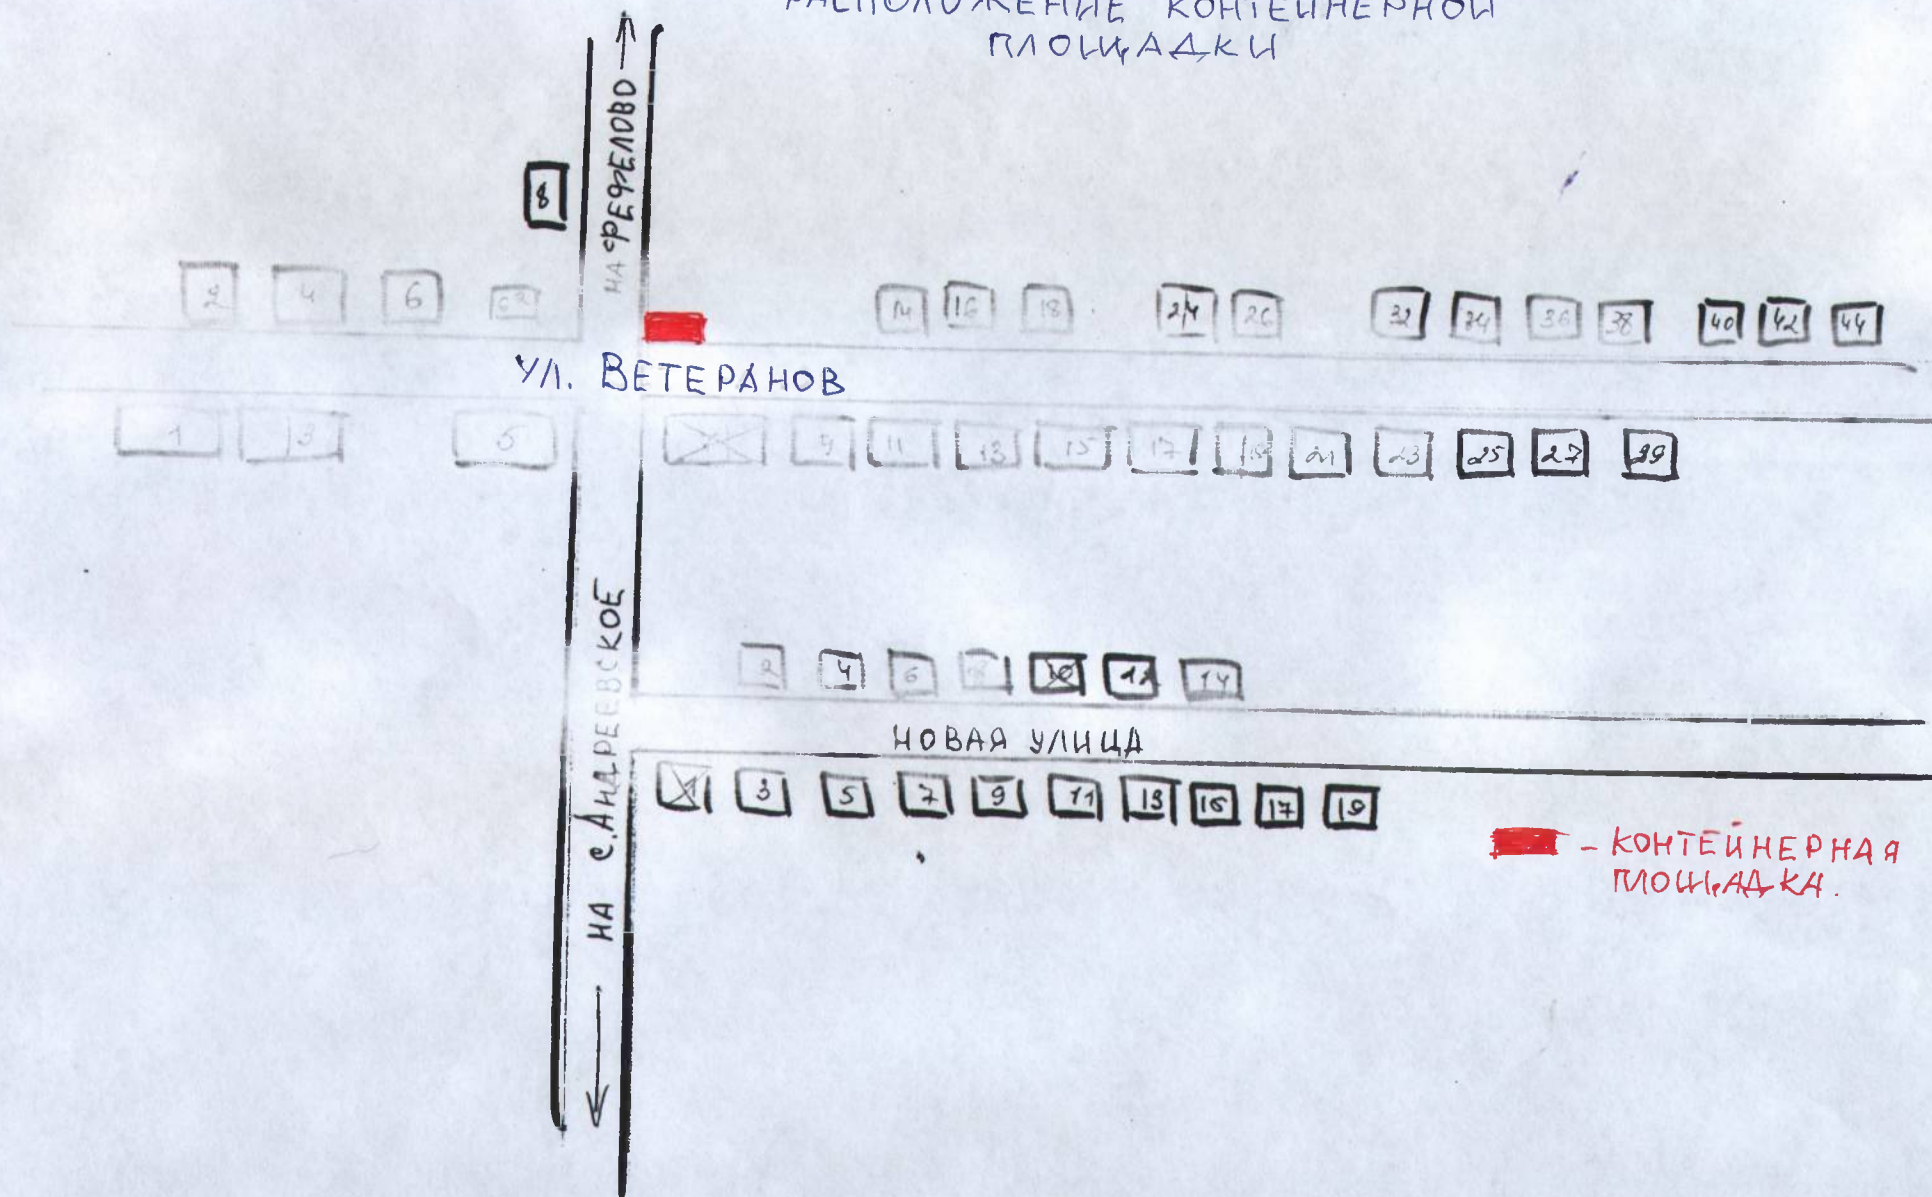 РАСПОЛОЖЕНИЕ КОНТЕЙНЕРНОЙ
ПЛОЩАДКИ
НА ФЕФЕЛОВО
8
2 4 6 6а
14 16 18 24 26 32 34 36 38 40 42 44
УЛ. ВЕТЕРАНОВ
1 3 5
9 11 13 15 17 21 23 25 27 29
НА С.АНДРЕЕВСКОЕ
2 4 6 8 10 12 14
НОВАЯ УЛИЦА
1 3 5 7 9 11 13 15 17 19
- КОНТЕЙНЕРНАЯ
ПЛОЩАДКА.